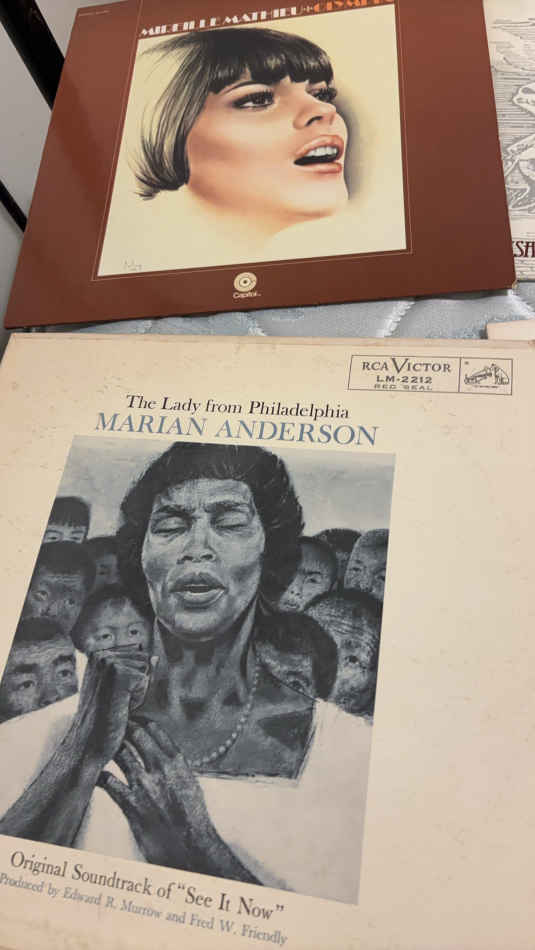 MIREILLE MATHIEU • OLYMPIA
Capitol.
RCA VICTOR
LM-2212
RED SEAL
The Lady from Philadelphia
MARIAN ANDERSON
Original Soundtrack of "See It Now"
Produced by Edward R. Murrow and Fred W. Friendly